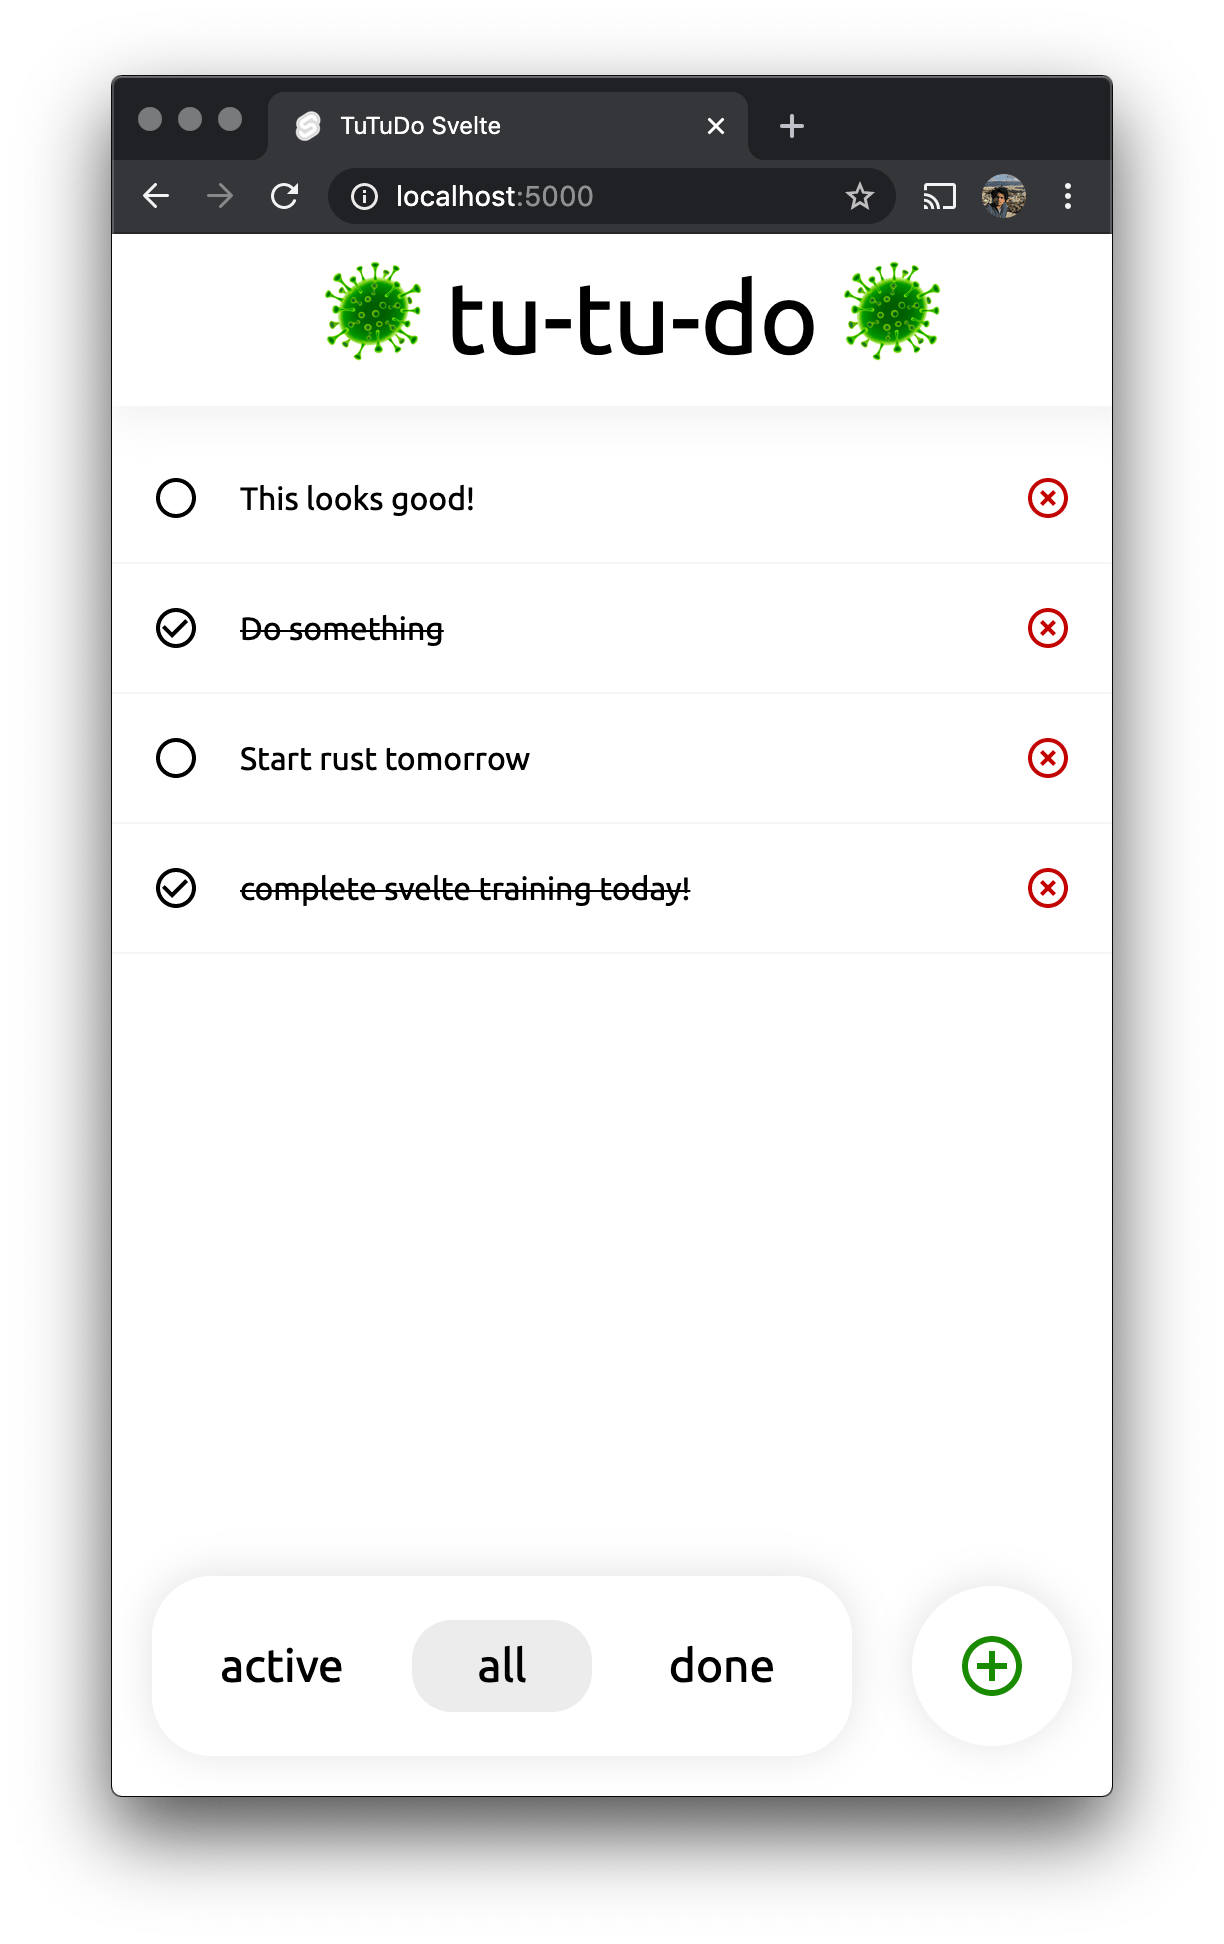 TuTuDo Svelte
localhost:5000
tu-tu-do
This looks good!
Do something
Start rust tomorrow
complete svelte training today!
active all done